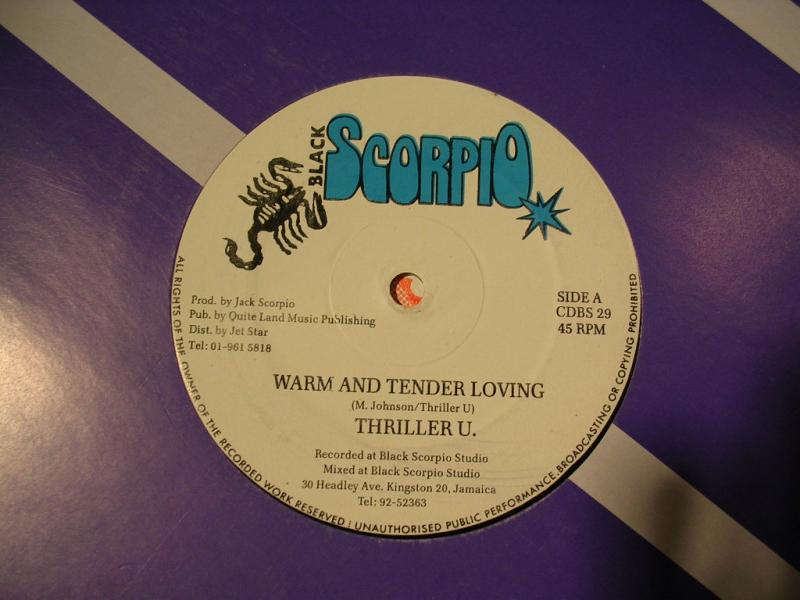 BLACK SCORPIO
Prod. by Jack Scorpio
Pub. by Quite Land Music Publishing
Dist. by Jet Star
Tel: 01-961 5818
SIDE A
CDBS 29
45 RPM
WARM AND TENDER LOVING
(M. Johnson/Thriller U)
THRILLER U.
Recorded at Black Scorpio Studio
Mixed at Black Scorpio Studio
30 Headley Ave. Kingston 20, Jamaica
Tel: 92-52363
ALL RIGHTS OF THE OWNER OF THE RECORDED WORK RESERVED | UNAUTHORISED PUBLIC PERFORMANCE, BROADCASTING OR COPYING PROHIBITED